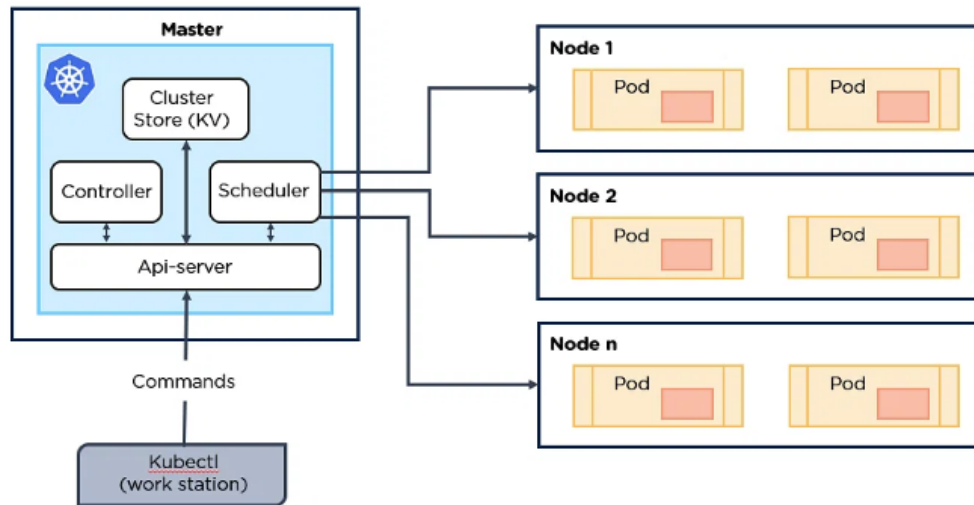 Master
Cluster
Store (KV)
Controller
Scheduler
Api-server
Commands
Kubectl
(work station)
Node 1
Pod
Pod
Node 2
Pod
Pod
Node n
Pod
Pod